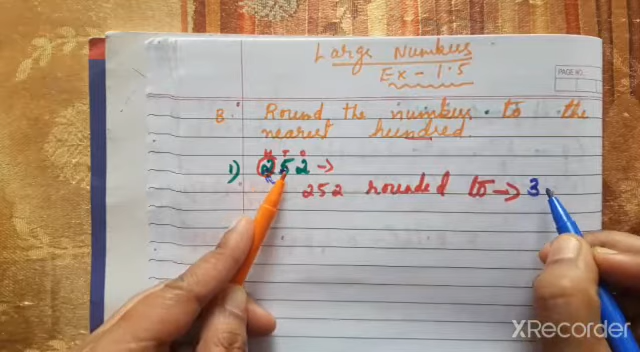 Large Numbers
Ex - 1.5
PAGE NO.
B. Round the numbers to the
nearest hundred
H T O
1) 252 →
252 rounded to → 3
XRecorder